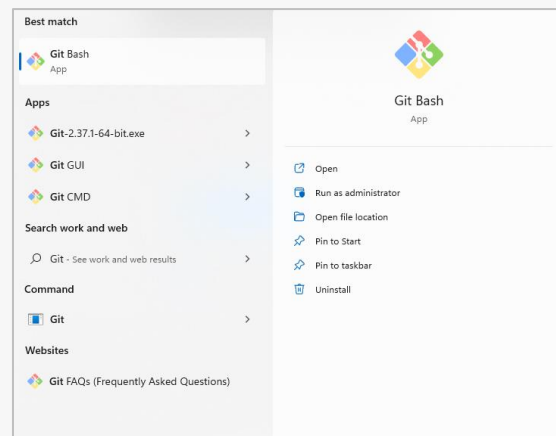 Best match
Git Bash
App
Apps
Git-2.37.1-64-bit.exe
Git GUI
Git CMD
Search work and web
Git - See work and web results
Command
Git
Websites
Git FAQs (Frequently Asked Questions)
Git Bash
App
Open
Run as administrator
Open file location
Pin to Start
Pin to taskbar
Uninstall